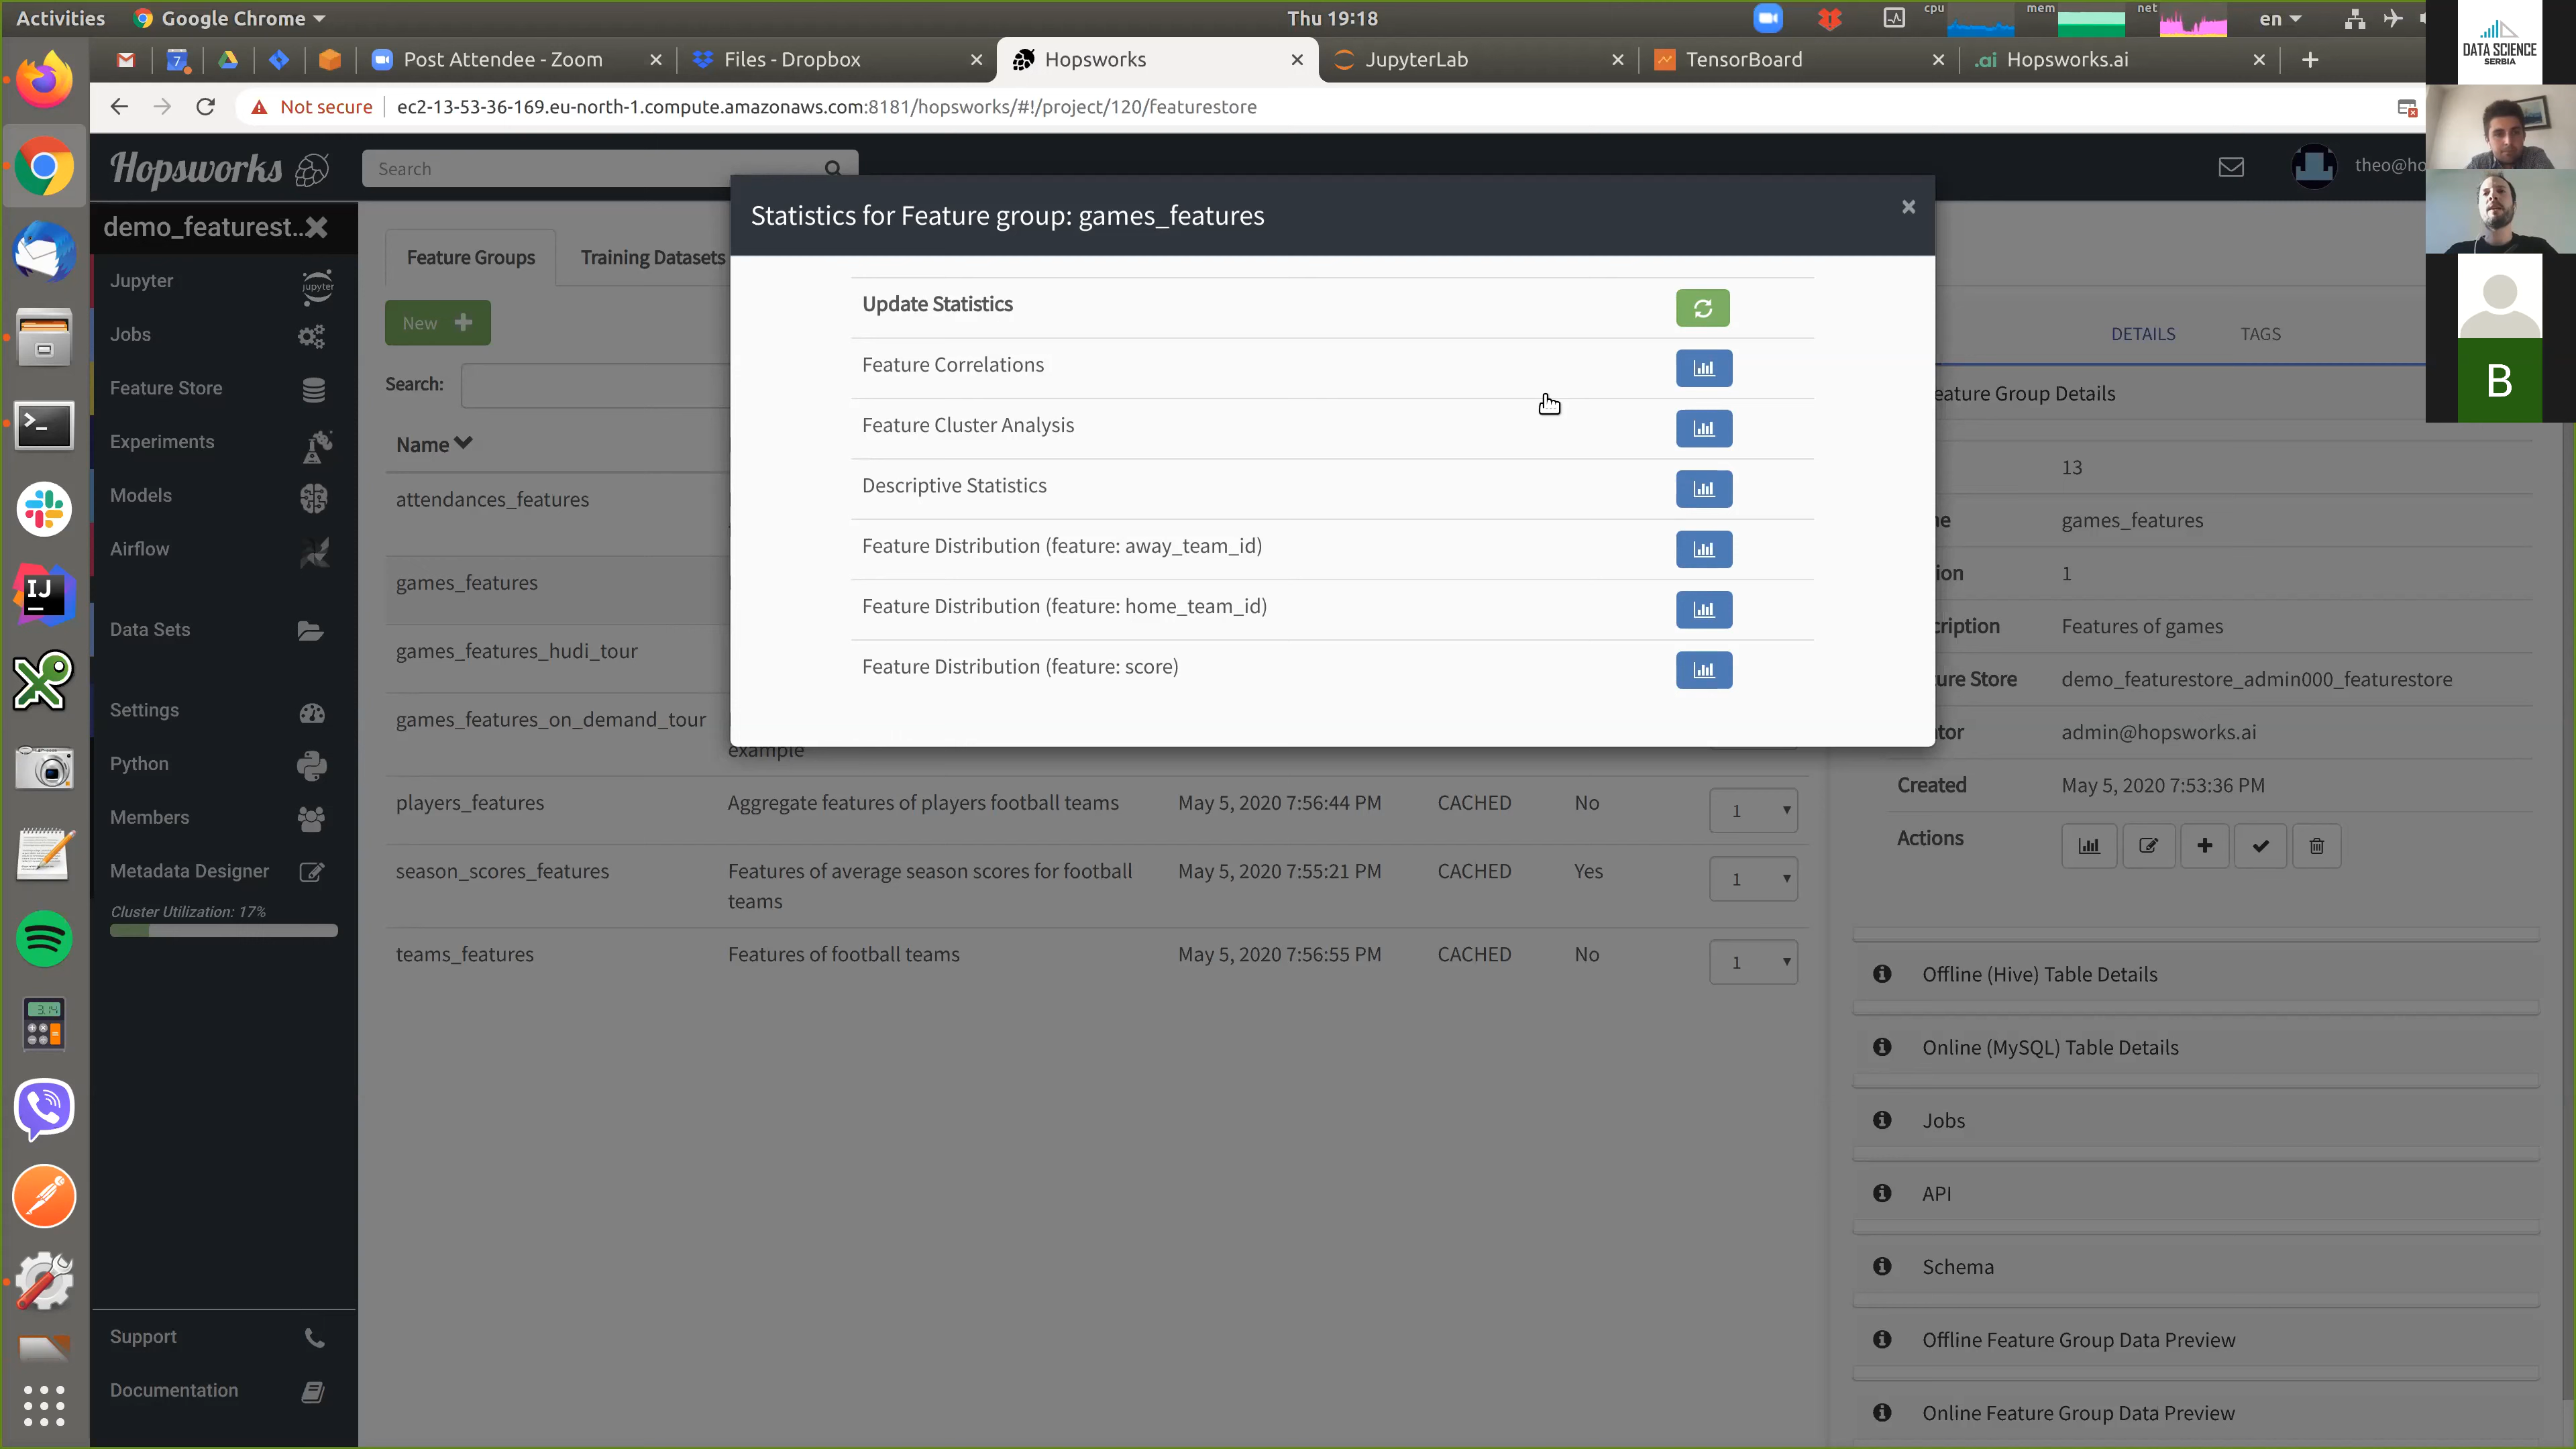 Activities
Google Chrome
Thu 19:18
cpu
mem
net
en
7
Post Attendee - Zoom
Files - Dropbox
Hopsworks
JupyterLab
TensorBoard
.ai Hopsworks.ai
DATA SCIENCE
SERBIA
Not secure
ec2-13-53-36-169.eu-north-1.compute.amazonaws.com:8181/hopsworks/#!/project/120/featurestore
Hopsworks
Search
theo@ho
demo_featurest..
Jupyter
jupyter
Jobs
Feature Store
Experiments
Models
Airflow
Data Sets
Settings
Python
Members
Metadata Designer
Cluster Utilization: 17%
Support
Documentation
Feature Groups
Training Datasets
New
Search:
Name
attendances_features
games_features
games_features_hudi_tour
games_features_on_demand_tour
example
players_features
Aggregate features of players football teams
May 5, 2020 7:56:44 PM
CACHED
No
1
season_scores_features
Features of average season scores for football
teams
May 5, 2020 7:55:21 PM
CACHED
Yes
1
teams_features
Features of football teams
May 5, 2020 7:56:55 PM
CACHED
No
1
Statistics for Feature group: games_features
Update Statistics
Feature Correlations
Feature Cluster Analysis
Descriptive Statistics
Feature Distribution (feature: away_team_id)
Feature Distribution (feature: home_team_id)
Feature Distribution (feature: score)
DETAILS
TAGS
eature Group Details
13
games_features
1
Features of games
ure Store
demo_featurestore_admin000_featurestore
admin@hopsworks.ai
Created
May 5, 2020 7:53:36 PM
Actions
Offline (Hive) Table Details
Online (MySQL) Table Details
Jobs
API
Schema
Offline Feature Group Data Preview
Online Feature Group Data Preview
B
IJ
3.14